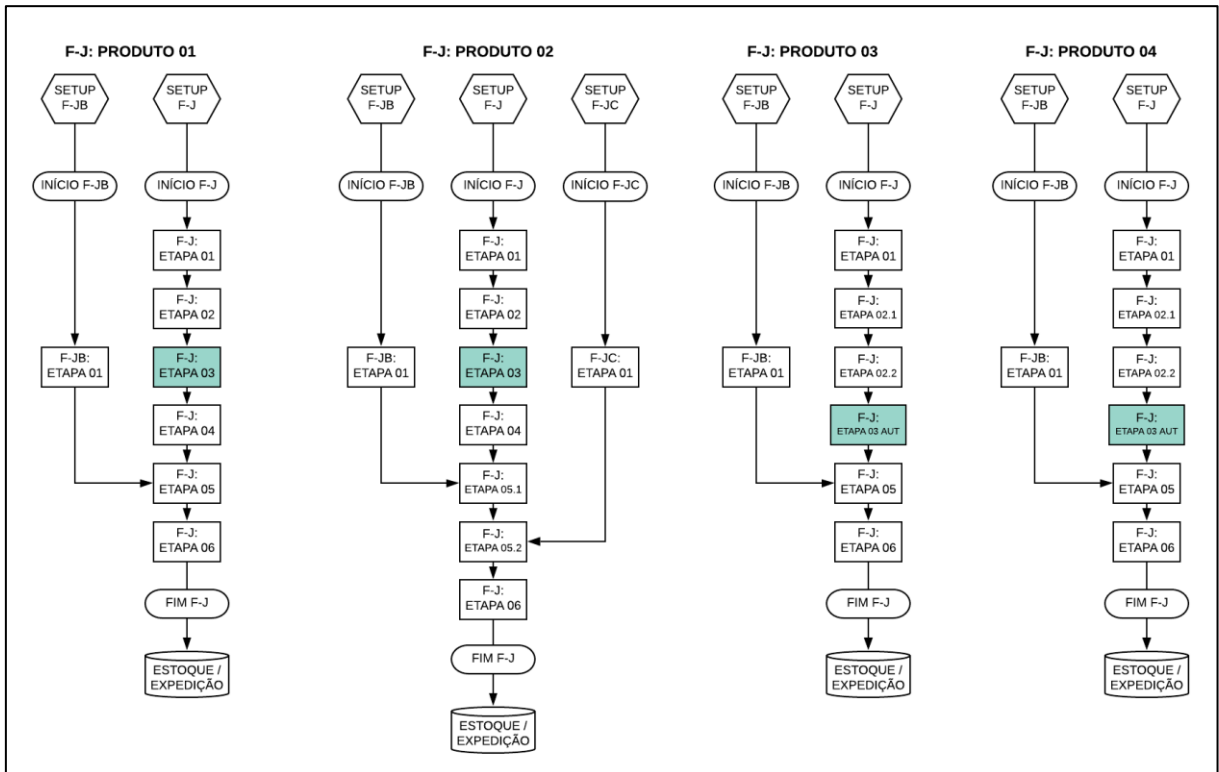 F-J: PRODUTO 01
SETUP
F-JB
SETUP
F-J
INÍCIO F-JB
INÍCIO F-J
F-J:
ETAPA 01
F-J:
ETAPA 02
F-JB:
ETAPA 01
F-J:
ETAPA 03
F-J:
ETAPA 04
F-J:
ETAPA 05
F-J:
ETAPA 06
FIM F-J
ESTOQUE /
EXPEDIÇÃO
F-J: PRODUTO 02
SETUP
F-JB
SETUP
F-J
SETUP
F-JC
INÍCIO F-JB
INÍCIO F-J
INÍCIO F-JC
F-J:
ETAPA 01
F-J:
ETAPA 02
F-JB:
ETAPA 01
F-J:
ETAPA 03
F-JC:
ETAPA 01
F-J:
ETAPA 04
F-J:
ETAPA 05.1
F-J:
ETAPA 05.2
F-J:
ETAPA 06
FIM F-J
ESTOQUE /
EXPEDIÇÃO
F-J: PRODUTO 03
SETUP
F-JB
SETUP
F-J
INÍCIO F-JB
INÍCIO F-J
F-J:
ETAPA 01
F-J:
ETAPA 02.1
F-JB:
ETAPA 01
F-J:
ETAPA 02.2
F-J:
ETAPA 03 AUT
F-J:
ETAPA 05
F-J:
ETAPA 06
FIM F-J
ESTOQUE /
EXPEDIÇÃO
F-J: PRODUTO 04
SETUP
F-JB
SETUP
F-J
INÍCIO F-JB
INÍCIO F-J
F-J:
ETAPA 01
F-J:
ETAPA 02.1
F-JB:
ETAPA 01
F-J:
ETAPA 02.2
F-J:
ETAPA 03 AUT
F-J:
ETAPA 05
F-J:
ETAPA 06
FIM F-J
ESTOQUE /
EXPEDIÇÃO